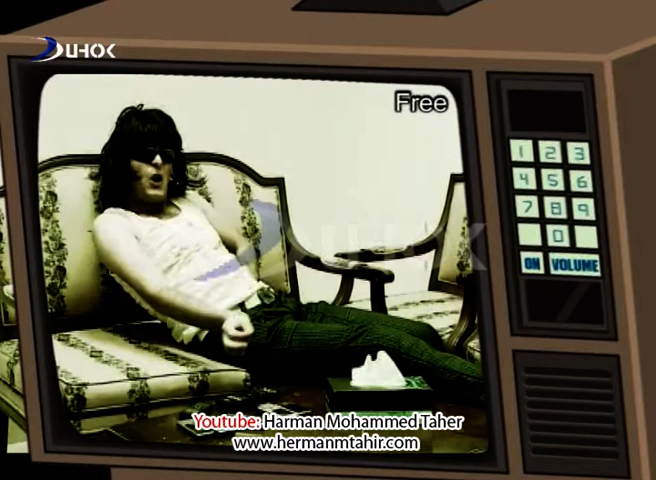 DUHOK
Free
1 2 3
4 5 6
7 8 9
0
ON VOLUME
DUHOK
Youtube: Harman Mohammed Taher
www.hermanmtahir.com